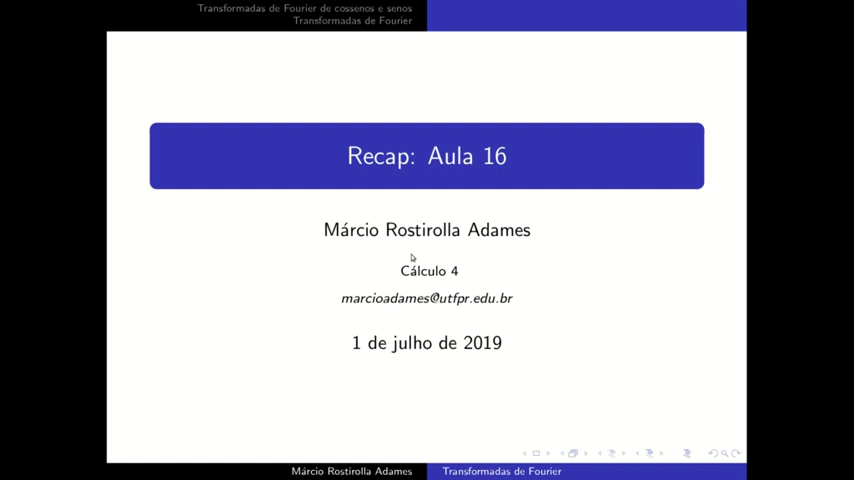 Transformadas de Fourier de cossenos e senos
Transformadas de Fourier
Recap: Aula 16
Márcio Rostirolla Adames
Cálculo 4
marcioadames@utfpr.edu.br
1 de julho de 2019
Márcio Rostirolla Adames Transformadas de Fourier